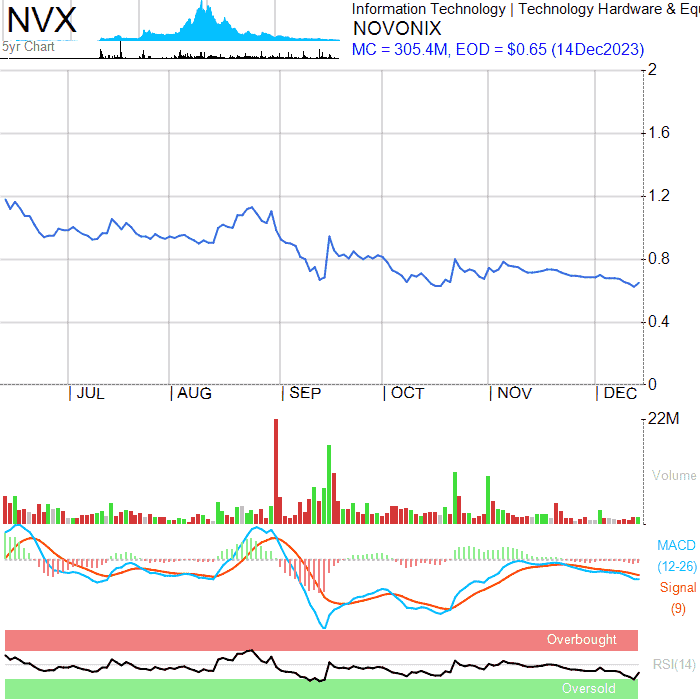 NVX
5yr Chart
Information Technology | Technology Hardware & Eq
NOVONIX
MC = 305.4M, EOD = $0.65 (14Dec2023)
2
1.6
1.2
0.8
0.4
0
JUL
AUG
SEP
OCT
NOV
DEC
22M
Volume
MACD
(12-26)
Signal
(9)
Overbought
RSI(14)
Oversold